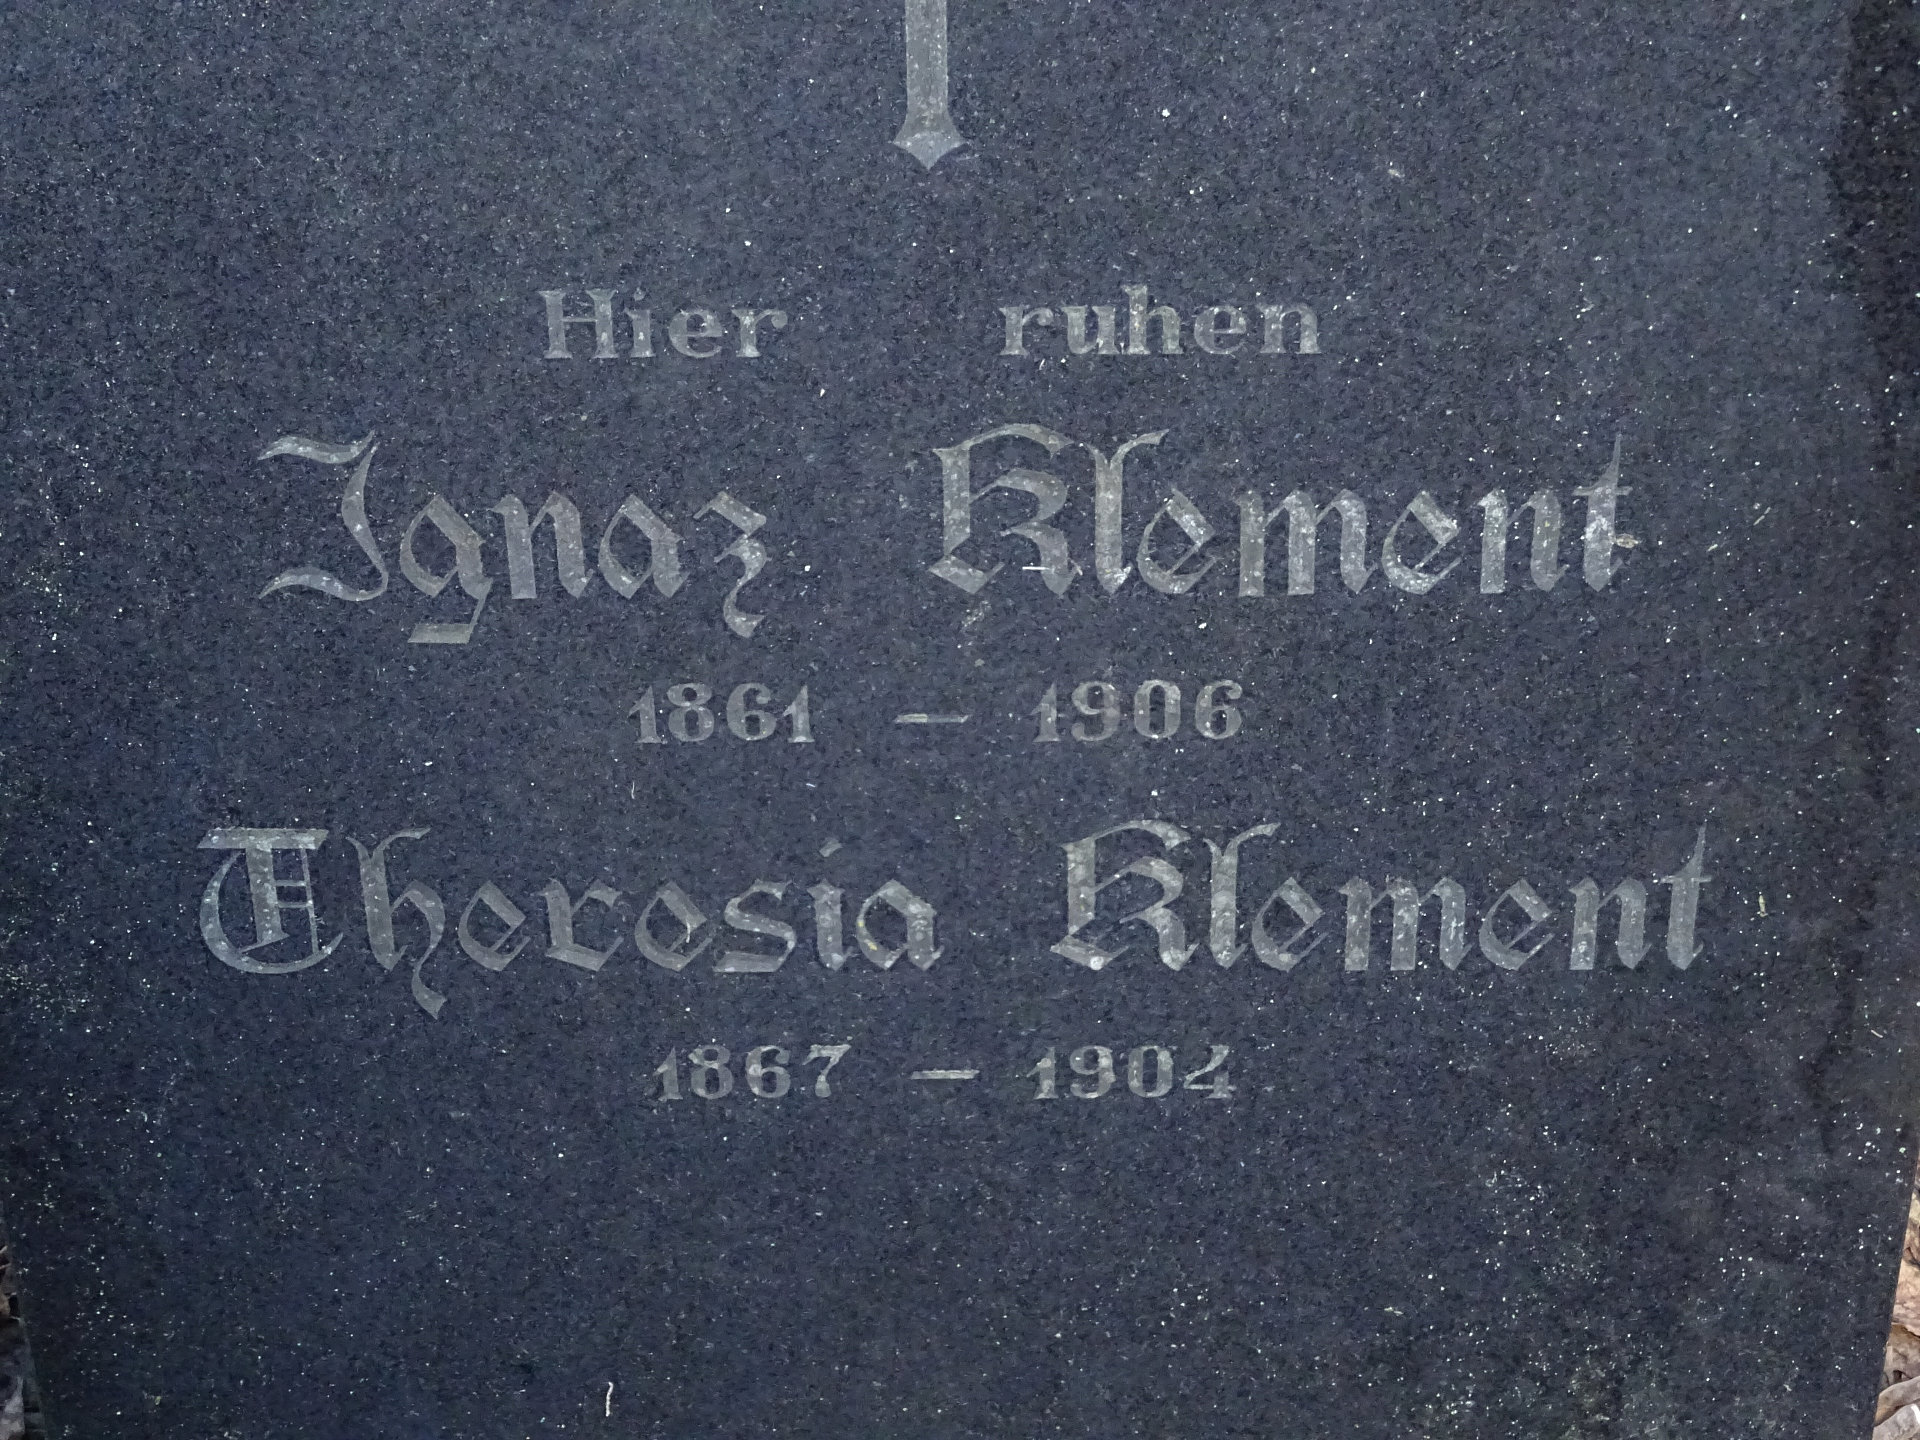 Hier ruhen
Ignaz Klement
1861 – 1906
Theresia Klement
1867 – 1904